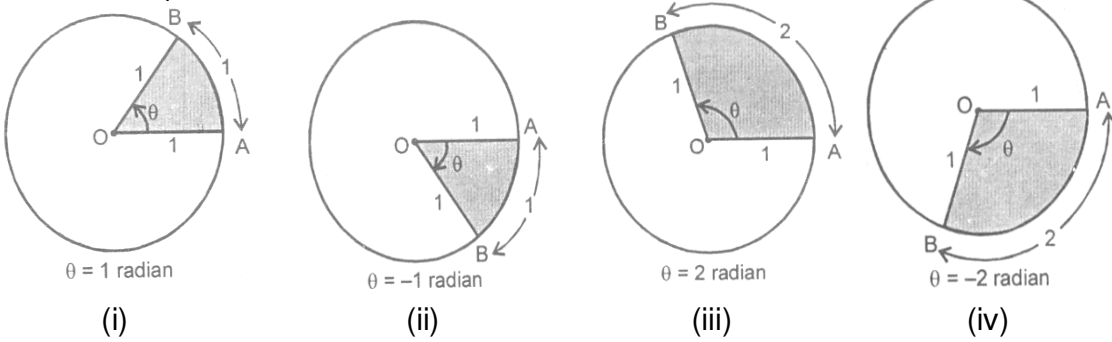 B
1
1
θ
O
1
A
θ = 1 radian
(i)
1
A
O
θ
1
1
B
θ = –1 radian
(ii)
B
2
1
θ
O
1
A
θ = 2 radian
(iii)
O
1
A
1
θ
B
2
θ = –2 radian
(iv)